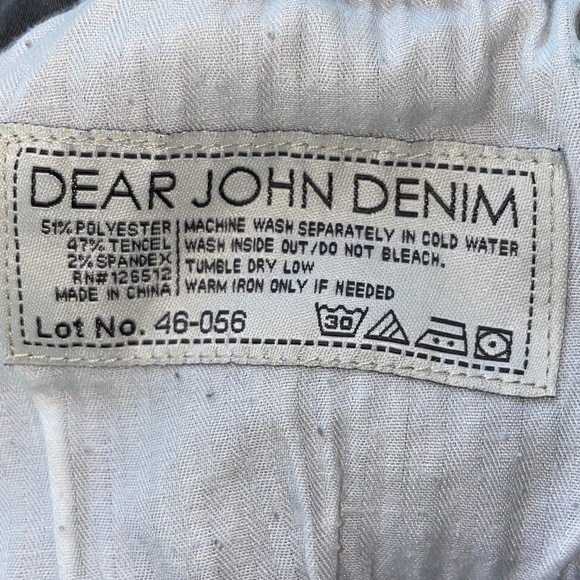 DEAR JOHN DENIM
51% POLYESTER
47% TENCEL
2% SPANDEX
RN#126512
MADE IN CHINA
MACHINE WASH SEPARATELY IN COLD WATER
WASH INSIDE OUT/DO NOT BLEACH.
TUMBLE DRY LOW
WARM IRON ONLY IF NEEDED
Lot No. 46-056
30